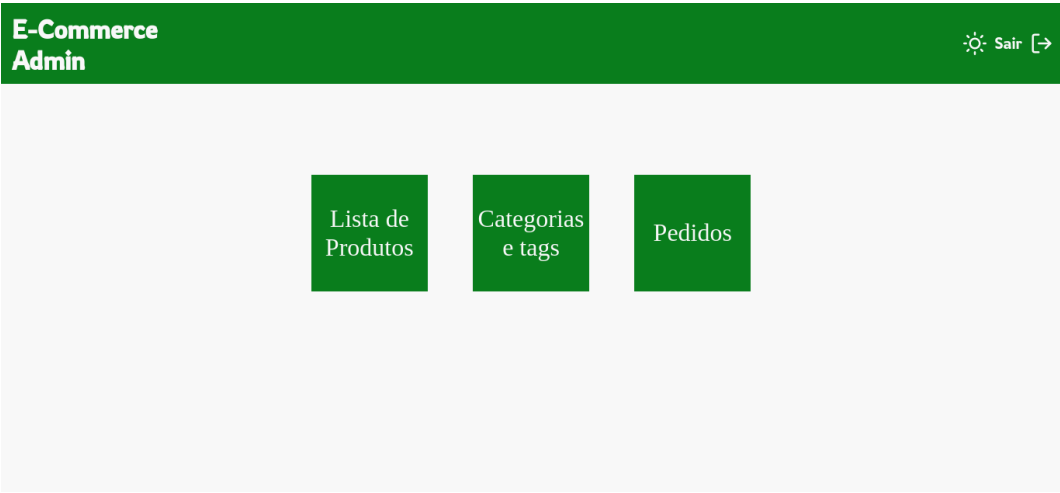 E-Commerce
Admin
Sair
Lista de
Produtos
Categorias
e tags
Pedidos